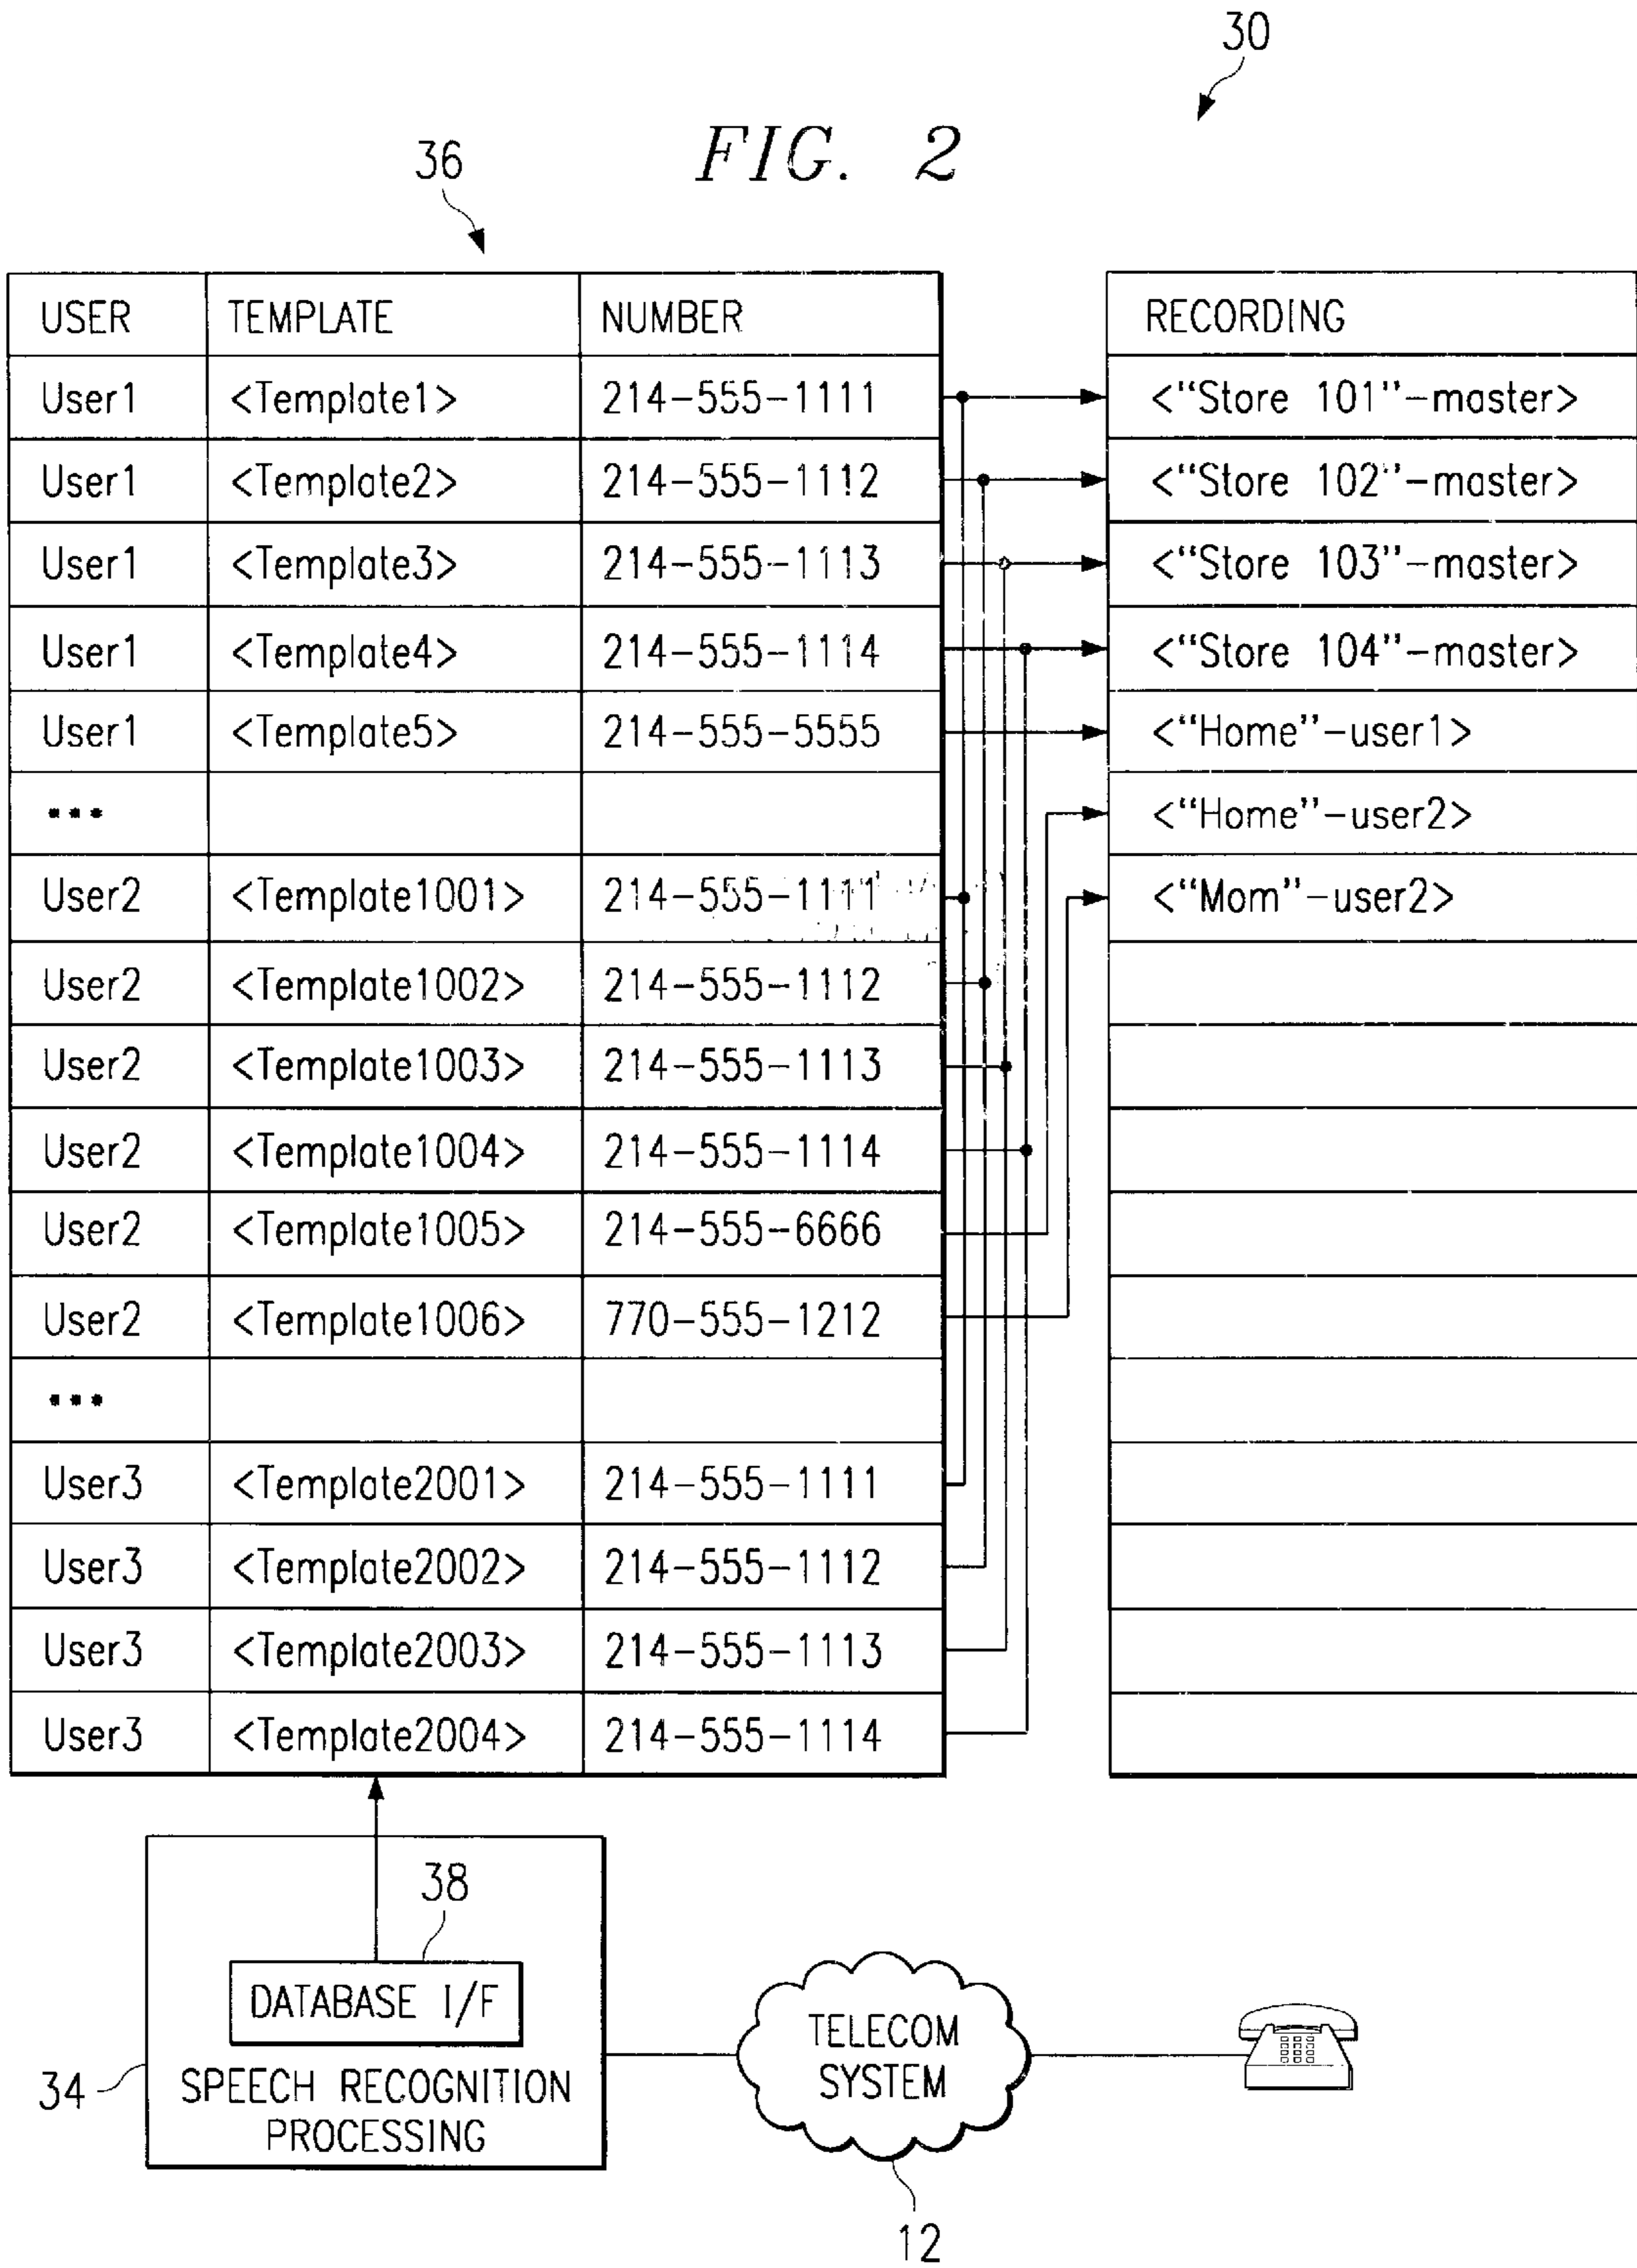 30
FIG. 2
36
USER TEMPLATE NUMBER RECORDING
User1 <Template1> 214-555-1111 <“Store 101”-master>
User1 <Template2> 214-555-1112 <“Store 102”-master>
User1 <Template3> 214-555-1113 <“Store 103”-master>
User1 <Template4> 214-555-1114 <“Store 104”-master>
User1 <Template5> 214-555-5555 <“Home”-user1>
... <“Home”-user2>
User2 <Template1001> 214-555-1111 <“Mom”-user2>
User2 <Template1002> 214-555-1112
User2 <Template1003> 214-555-1113
User2 <Template1004> 214-555-1114
User2 <Template1005> 214-555-6666
User2 <Template1006> 770-555-1212
...
User3 <Template2001> 214-555-1111
User3 <Template2002> 214-555-1112
User3 <Template2003> 214-555-1113
User3 <Template2004> 214-555-1114
38
DATABASE I/F
34
SPEECH RECOGNITION
PROCESSING
TELECOM
SYSTEM
12